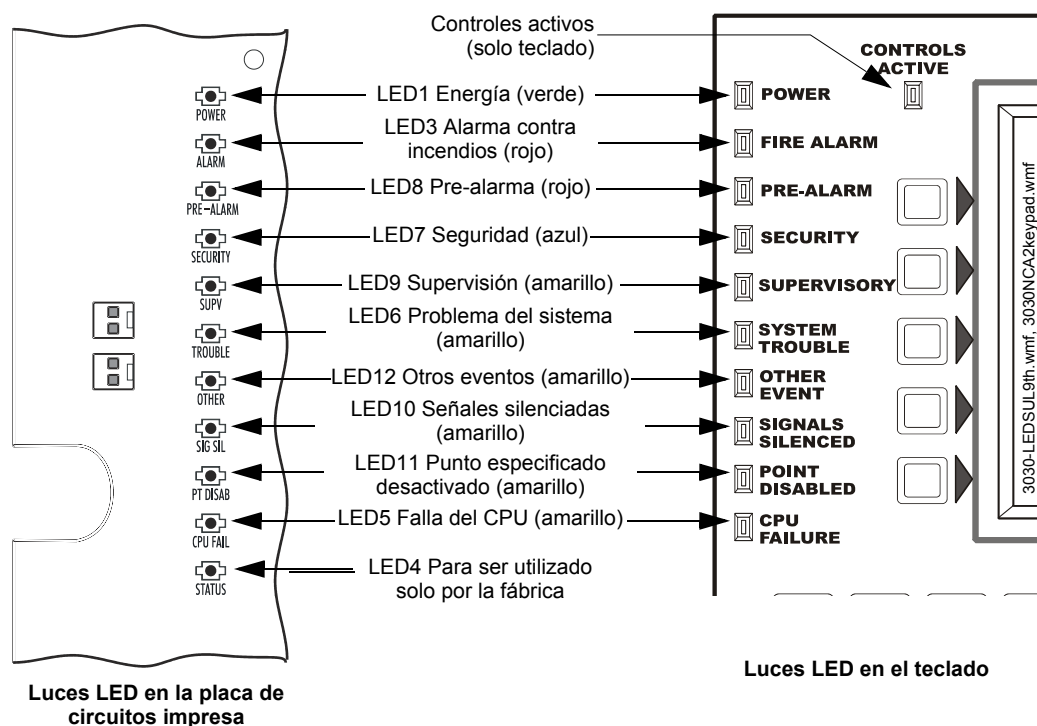 Controles activos
(solo teclado)
CONTROLS
ACTIVE
POWER
LED1 Energía (verde)
POWER
ALARM
LED3 Alarma contra
incendios (rojo)
FIRE ALARM
PRE-ALARM
LED8 Pre-alarma (rojo)
PRE-ALARM
SECURITY
LED7 Seguridad (azul)
SECURITY
SUPV
LED9 Supervisión (amarillo)
SUPERVISORY
TROUBLE
LED6 Problema del sistema
(amarillo)
SYSTEM
TROUBLE
OTHER
LED12 Otros eventos (amarillo)
OTHER
EVENT
SIG SIL
LED10 Señales silenciadas
(amarillo)
SIGNALS
SILENCED
PT DISAB
LED11 Punto especificado
desactivado (amarillo)
POINT
DISABLED
CPU FAIL
LED5 Falla del CPU (amarillo)
CPU
FAILURE
STATUS
LED4 Para ser utilizado
solo por la fábrica
3030-LEDSUL9th.wmf, 3030NCA2keypad.wmf
Luces LED en la placa de
circuitos impresa
Luces LED en el teclado